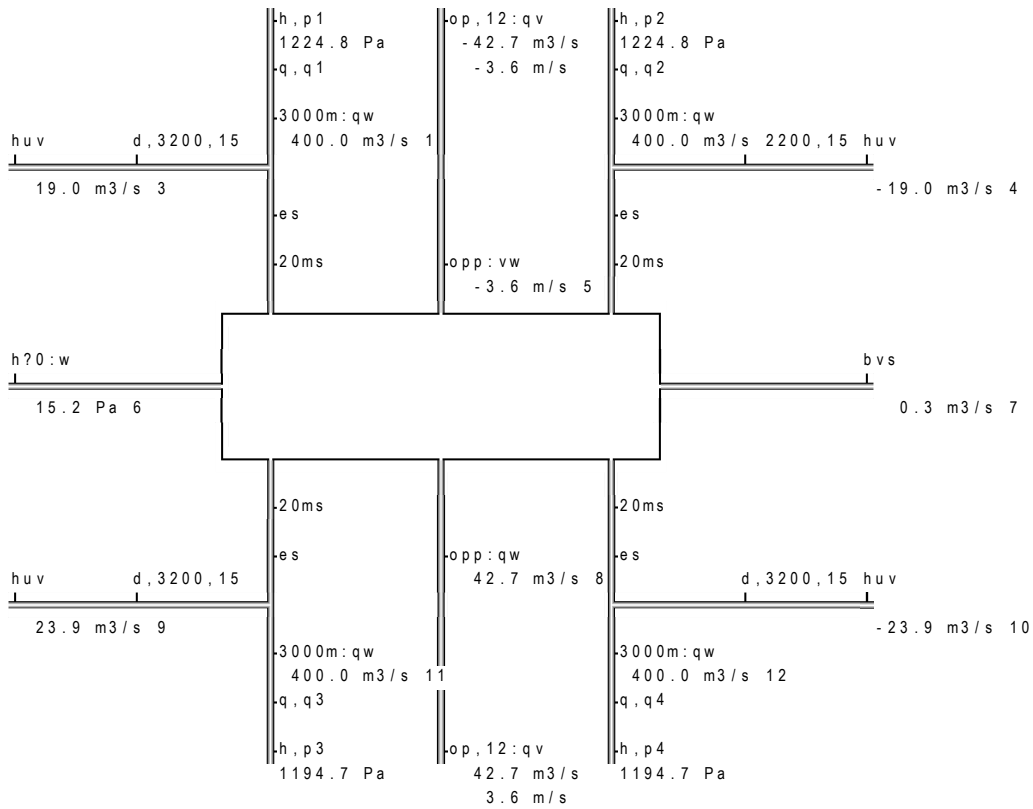 h,p1
1224.8 Pa
q,q1
3000m:qw
400.0 m3/s 1
op,12:qv
-42.7 m3/s
-3.6 m/s
h,p2
1224.8 Pa
q,q2
3000m:qw
400.0 m3/s
huv d,3200,15
19.0 m3/s 3
2200,15 huv
-19.0 m3/s 4
es
20ms
opp:vw
-3.6 m/s 5
es
20ms
h?0:w
15.2 Pa 6
bvs
0.3 m3/s 7
20ms
es
opp:qw
42.7 m3/s 8
20ms
es
huv d,3200,15
23.9 m3/s 9
d,3200,15 huv
-23.9 m3/s 10
3000m:qw
400.0 m3/s 11
q,q3
h,p3
1194.7 Pa
op,12:qv
42.7 m3/s
3.6 m/s
3000m:qw
400.0 m3/s 12
q,q4
h,p4
1194.7 Pa